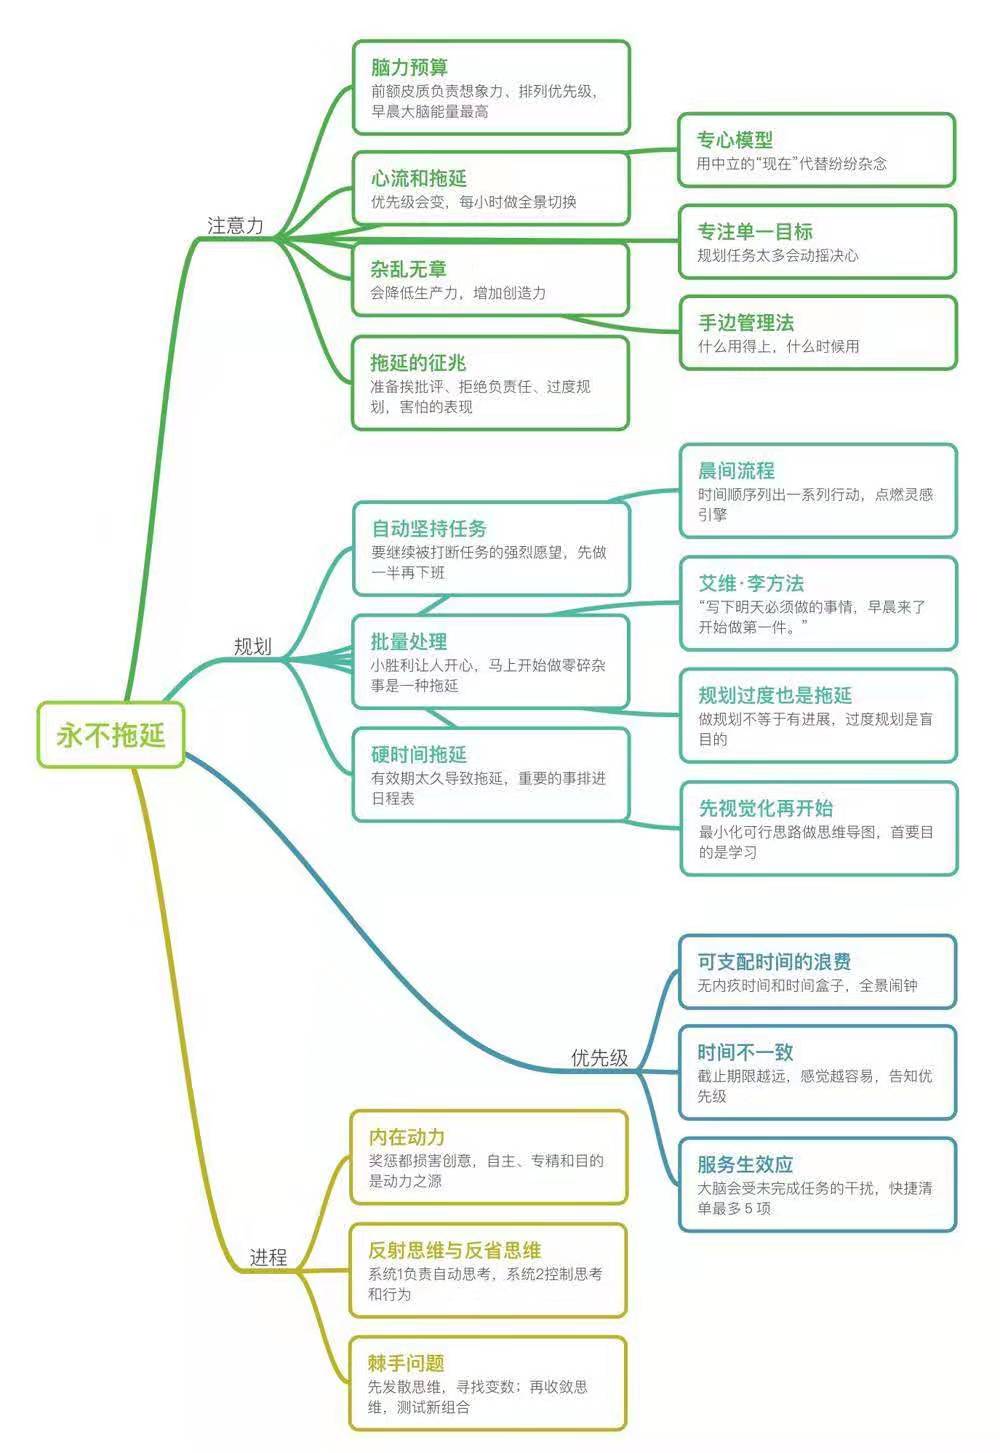 永不拖延
注意力
脑力预算
前额皮质负责想象力、排列优先级，
早晨大脑能量最高
心流和拖延
优先级会变，每小时做全景切换
杂乱无章
会降低生产力，增加创造力
拖延的征兆
准备挨批评、拒绝负责任、过度规
划，害怕的表现
专心模型
用中立的“现在”代替纷纷杂念
专注单一目标
规划任务太多会动摇决心
手边管理法
什么用得上，什么时候用
规划
自动坚持任务
要继续被打断任务的强烈愿望，先做
一半再下班
批量处理
小胜利让人开心，马上开始做零碎杂
事是一种拖延
硬时间拖延
有效期太久导致拖延，重要的事排进
日程表
晨间流程
时间顺序列出一系列行动，点燃灵感
引擎
艾维·李方法
“写下明天必须做的事情，早晨来了
开始做第一件。”
规划过度也是拖延
做规划不等于有进展，过度规划是盲
目的
先视觉化再开始
最小化可行思路做思维导图，首要目
的是学习
优先级
可支配时间的浪费
无内疚时间和时间盒子，全景闹钟
时间不一致
截止期限越远，感觉越容易，告知优
先级
服务生效应
大脑会受未完成任务的干扰，快捷清
单最多 5 项
进程
内在动力
奖惩都损害创意，自主、专精和目的
是动力之源
反射思维与反省思维
系统1负责自动思考，系统2控制思考
和行为
棘手问题
先发散思维，寻找变数；再收敛思
维，测试新组合